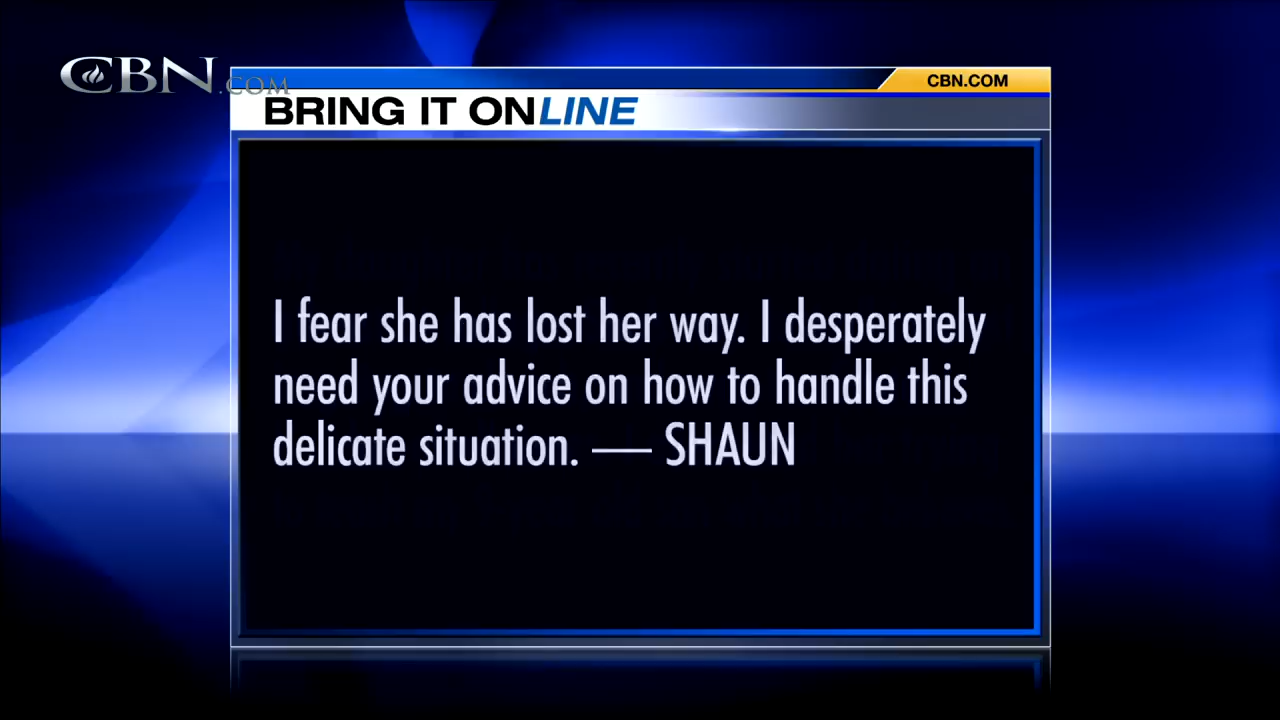 CBN.COM
CBN.COM
BRING IT ONLINE
I fear she has lost her way. I desperately
need your advice on how to handle this
delicate situation. — SHAUN